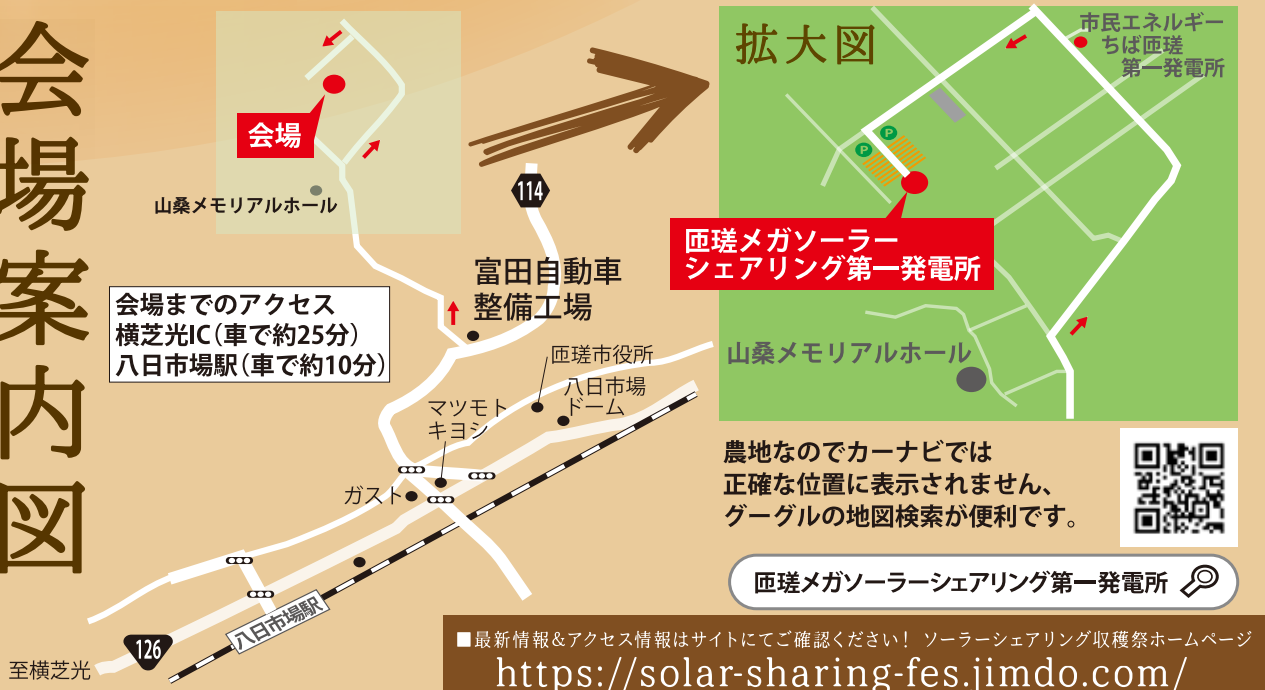 会場案内図
会場
山桑メモリアルホール
114
富田自動車
整備工場
会場までのアクセス
横芝光IC(車で約25分)
八日市場駅(車で約10分)
匝瑳市役所
八日市場
ドーム
マツモト
キヨシ
ガスト
八日市場駅
126
至横芝光
拡大図
市民エネルギー
ちば匝瑳
第一発電所
P
P
匝瑳メガソーラー
シェアリング第一発電所
山桑メモリアルホール
農地なのでカーナビでは
正確な位置に表示されません、
グーグルの地図検索が便利です。
匝瑳メガソーラーシェアリング第一発電所
■最新情報&アクセス情報はサイトにてご確認ください! ソーラーシェアリング収穫祭ホームページ
https://solar-sharing-fes.jimdo.com/